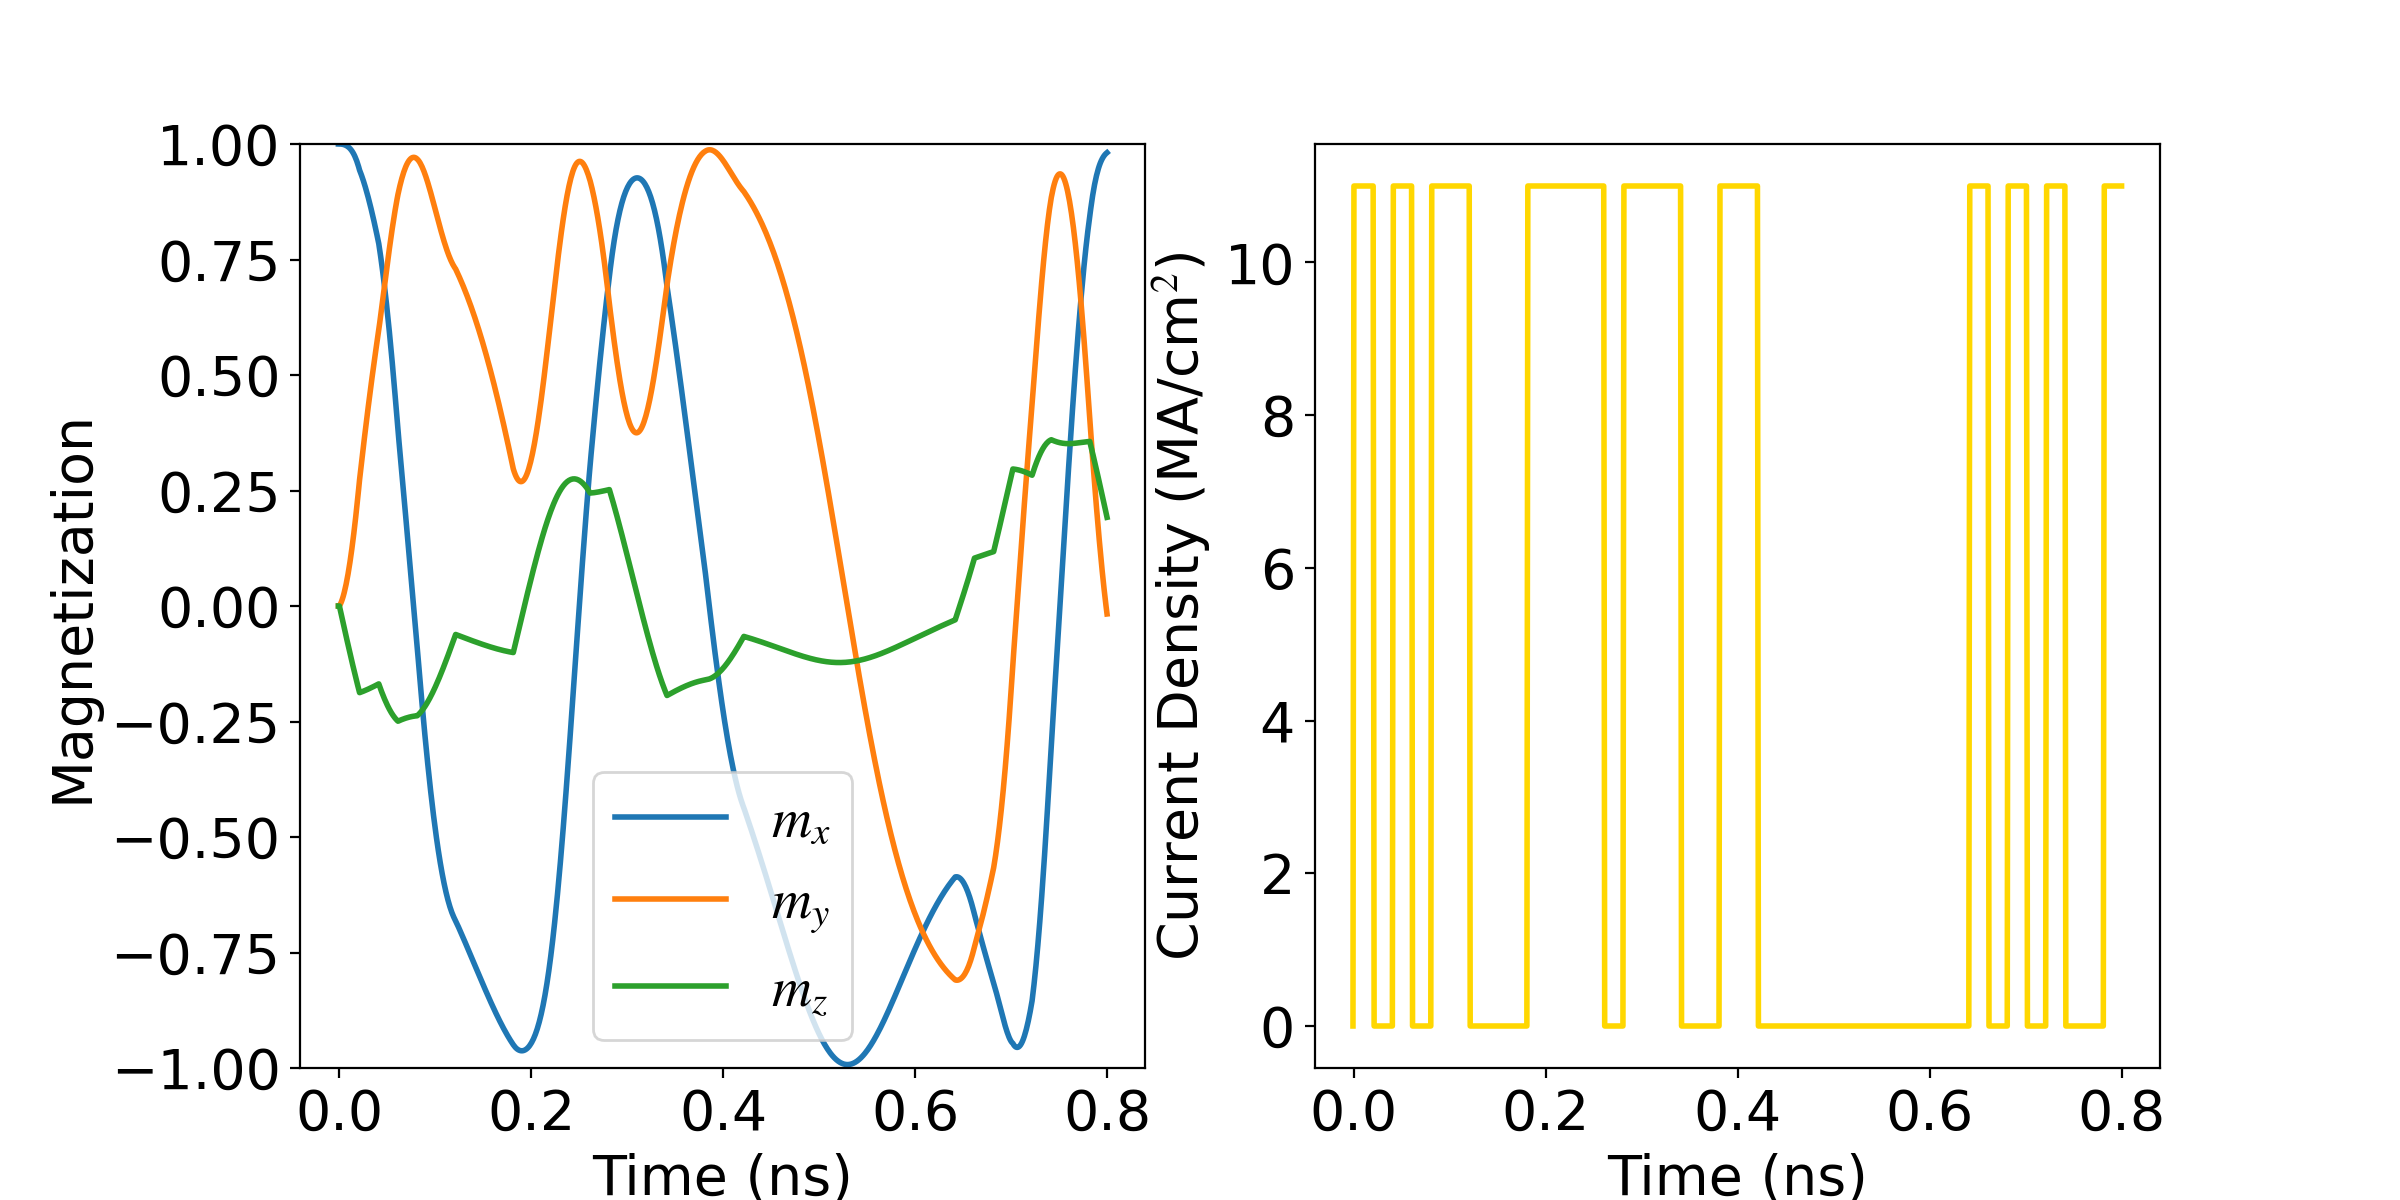 Magnetization
1.00
0.75
0.50
0.25
0.00
−0.25
−0.50
−0.75
−1.00
0.0 0.2 0.4 0.6 0.8
Time (ns)
m_x
m_y
m_z
Current Density (MA/cm²)
10
8
6
4
2
0
0.0 0.2 0.4 0.6 0.8
Time (ns)